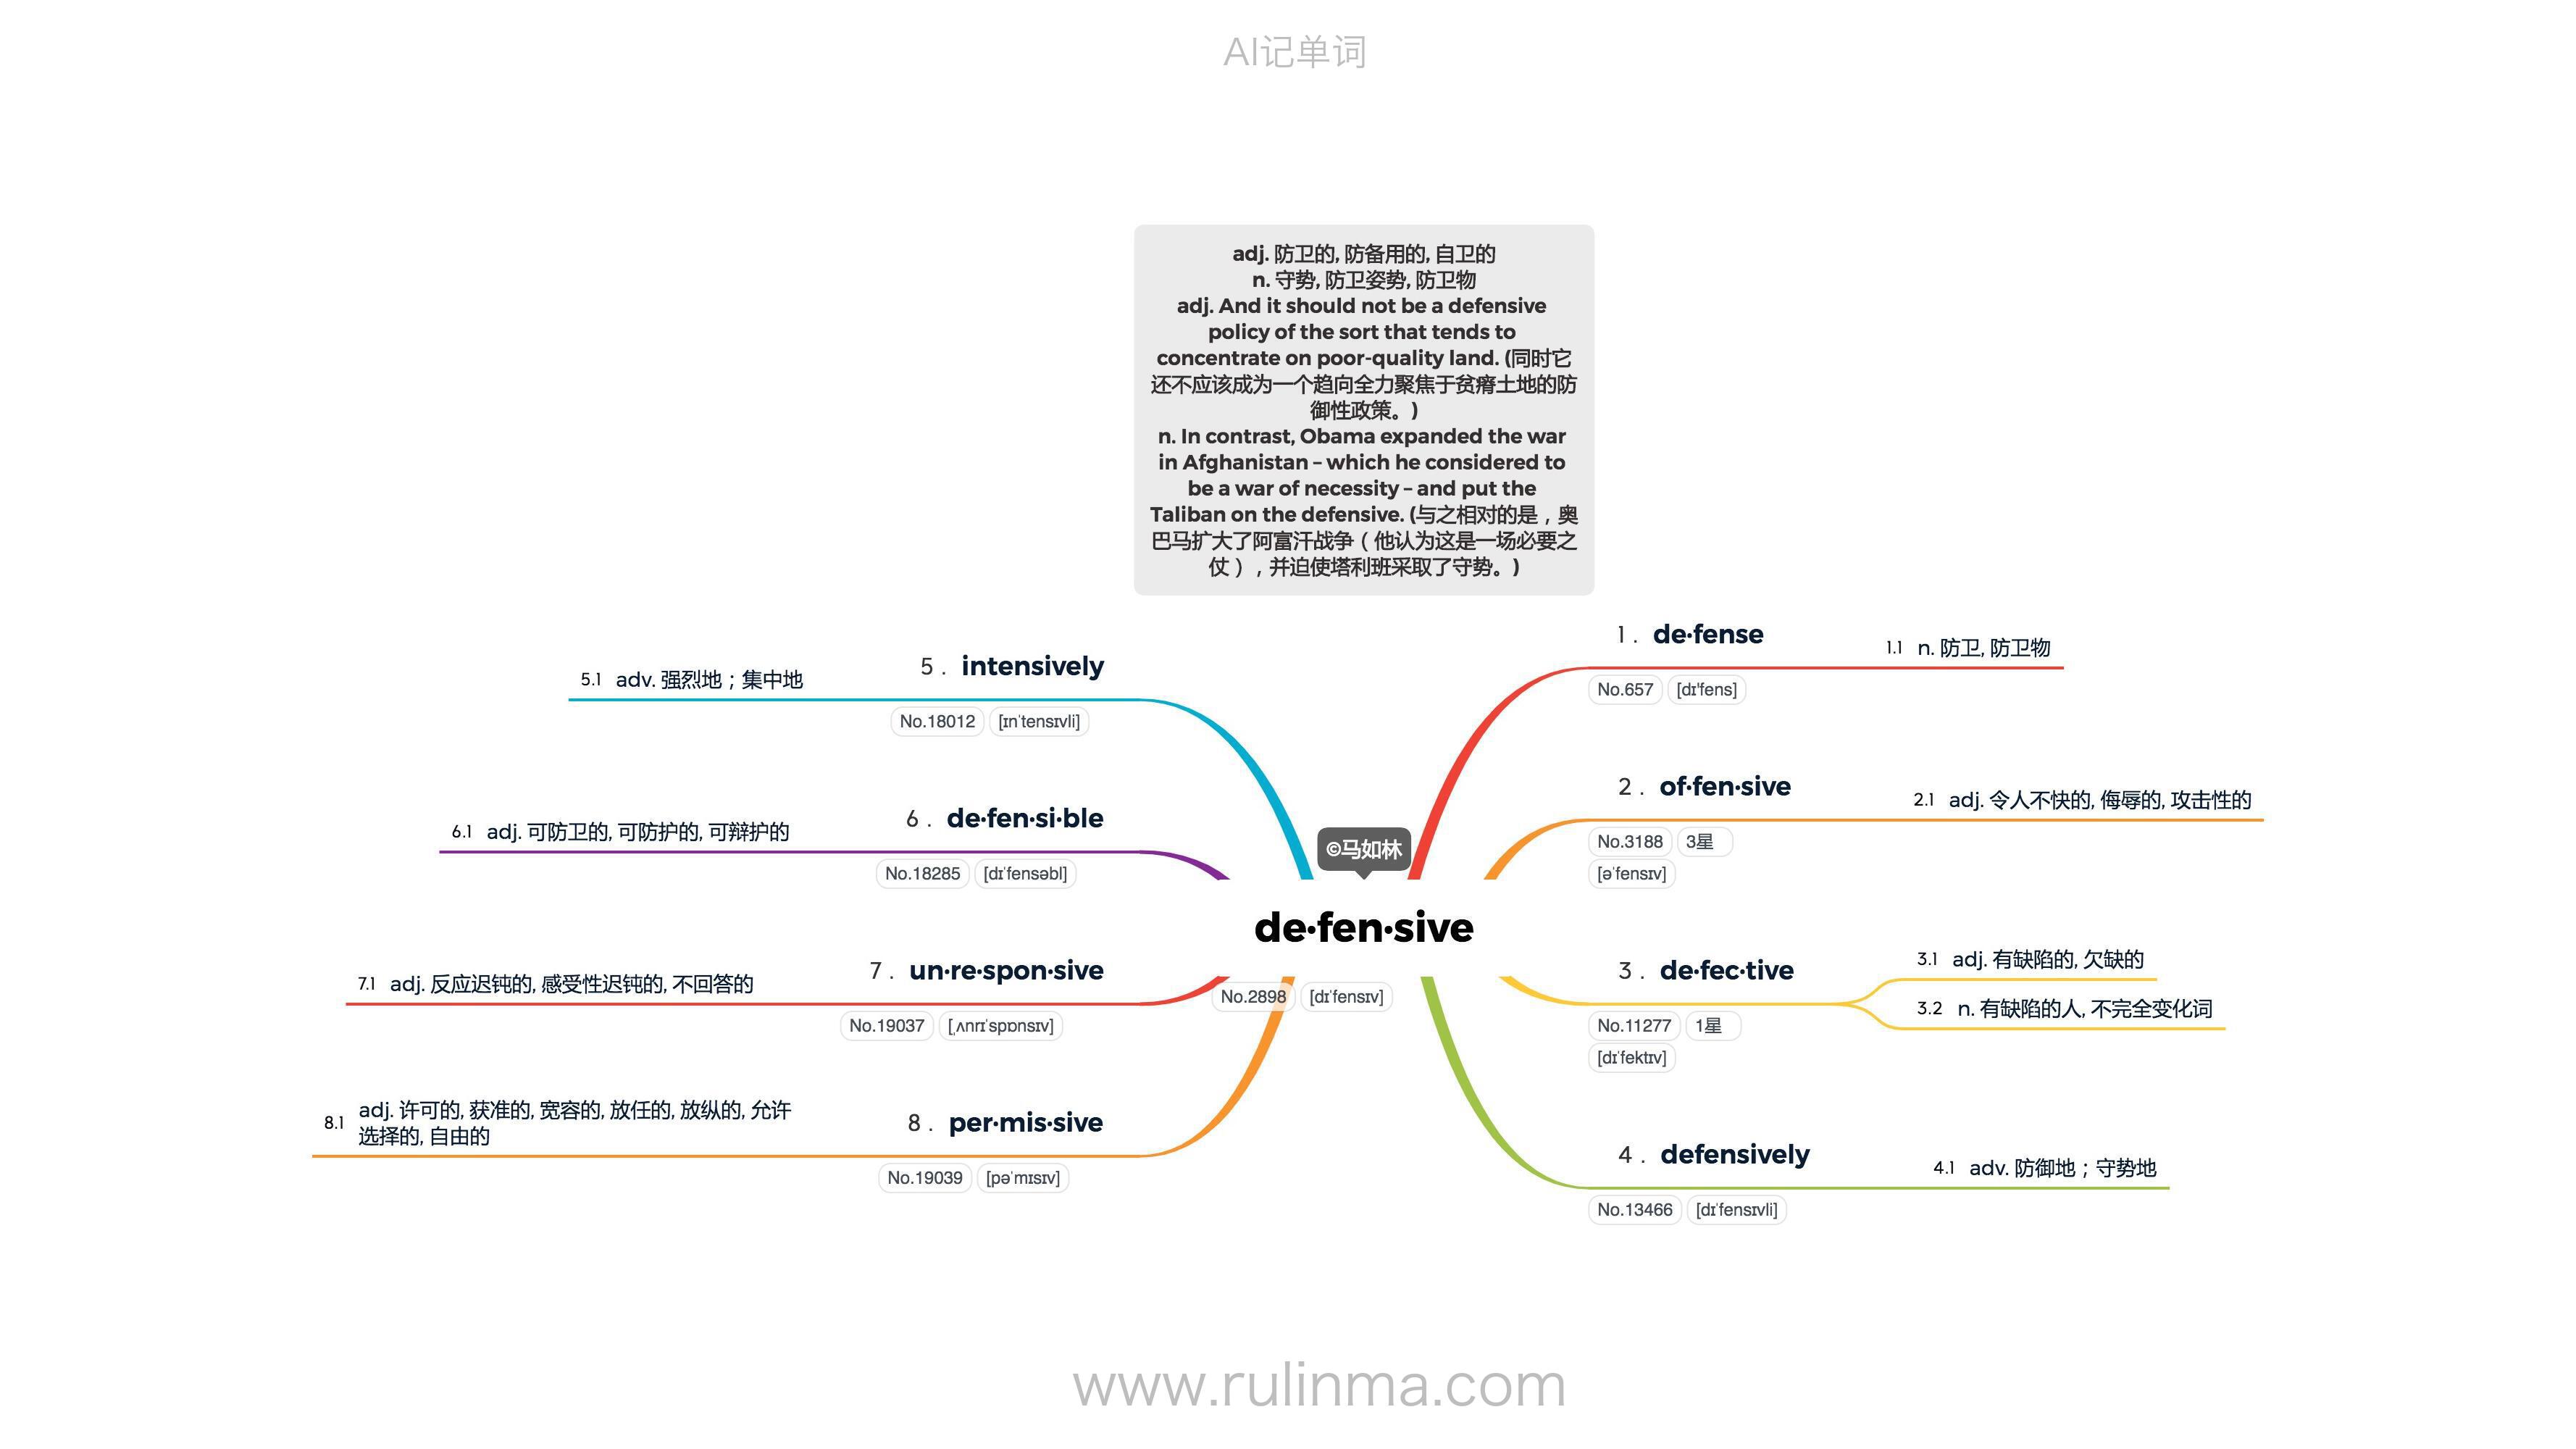 AI记单词
adj. 防卫的, 防备用的, 自卫的
n. 守势, 防卫姿势, 防卫物
adj. And it should not be a defensive
policy of the sort that tends to
concentrate on poor-quality land. (同时它
还不应该成为一个趋向全力聚焦于贫瘠土地的防
御性政策。)
n. In contrast, Obama expanded the war
in Afghanistan – which he considered to
be a war of necessity – and put the
Taliban on the defensive. (与之相对的是，奥
巴马扩大了阿富汗战争（他认为这是一场必要之
仗），并迫使塔利班采取了守势。)
©马如林
de·fen·sive
No.2898 [dɪˈfensɪv]
1 . de·fense
No.657 [dɪ'fens]
1.1 n. 防卫, 防卫物
2 . of·fen·sive
No.3188 3星
[əˈfensɪv]
2.1 adj. 令人不快的, 侮辱的, 攻击性的
3 . de·fec·tive
No.11277 1星
[dɪˈfektɪv]
3.1 adj. 有缺陷的, 欠缺的
3.2 n. 有缺陷的人, 不完全变化词
4 . defensively
No.13466 [dɪˈfensɪvli]
4.1 adv. 防御地；守势地
5 . intensively
No.18012 [ɪnˈtensɪvli]
5.1 adv. 强烈地；集中地
6 . de·fen·si·ble
No.18285 [dɪˈfensəbl]
6.1 adj. 可防卫的, 可防护的, 可辩护的
7 . un·re·spon·sive
No.19037 [ˌʌnrɪˈspɒnsɪv]
7.1 adj. 反应迟钝的, 感受性迟钝的, 不回答的
8 . per·mis·sive
No.19039 [pəˈmɪsɪv]
8.1 adj. 许可的, 获准的, 宽容的, 放任的, 放纵的, 允许
选择的, 自由的
www.rulinma.com